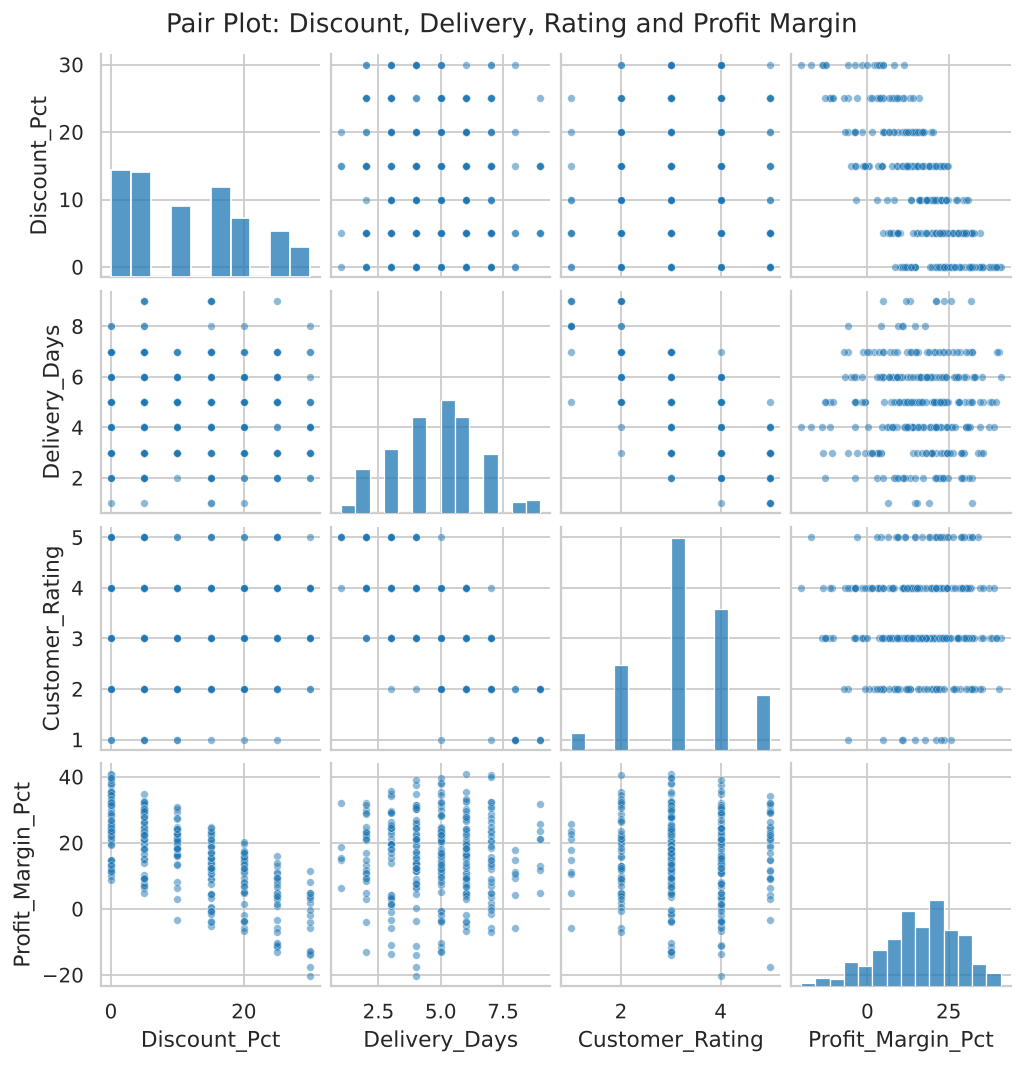 Pair Plot: Discount, Delivery, Rating and Profit Margin
Discount_Pct
30
20
10
0
Delivery_Days
8
6
4
2
Customer_Rating
5
4
3
2
1
Profit_Margin_Pct
40
20
0
−20
0 20
2.5 5.0 7.5
2 4
0 25
Discount_Pct
Delivery_Days
Customer_Rating
Profit_Margin_Pct